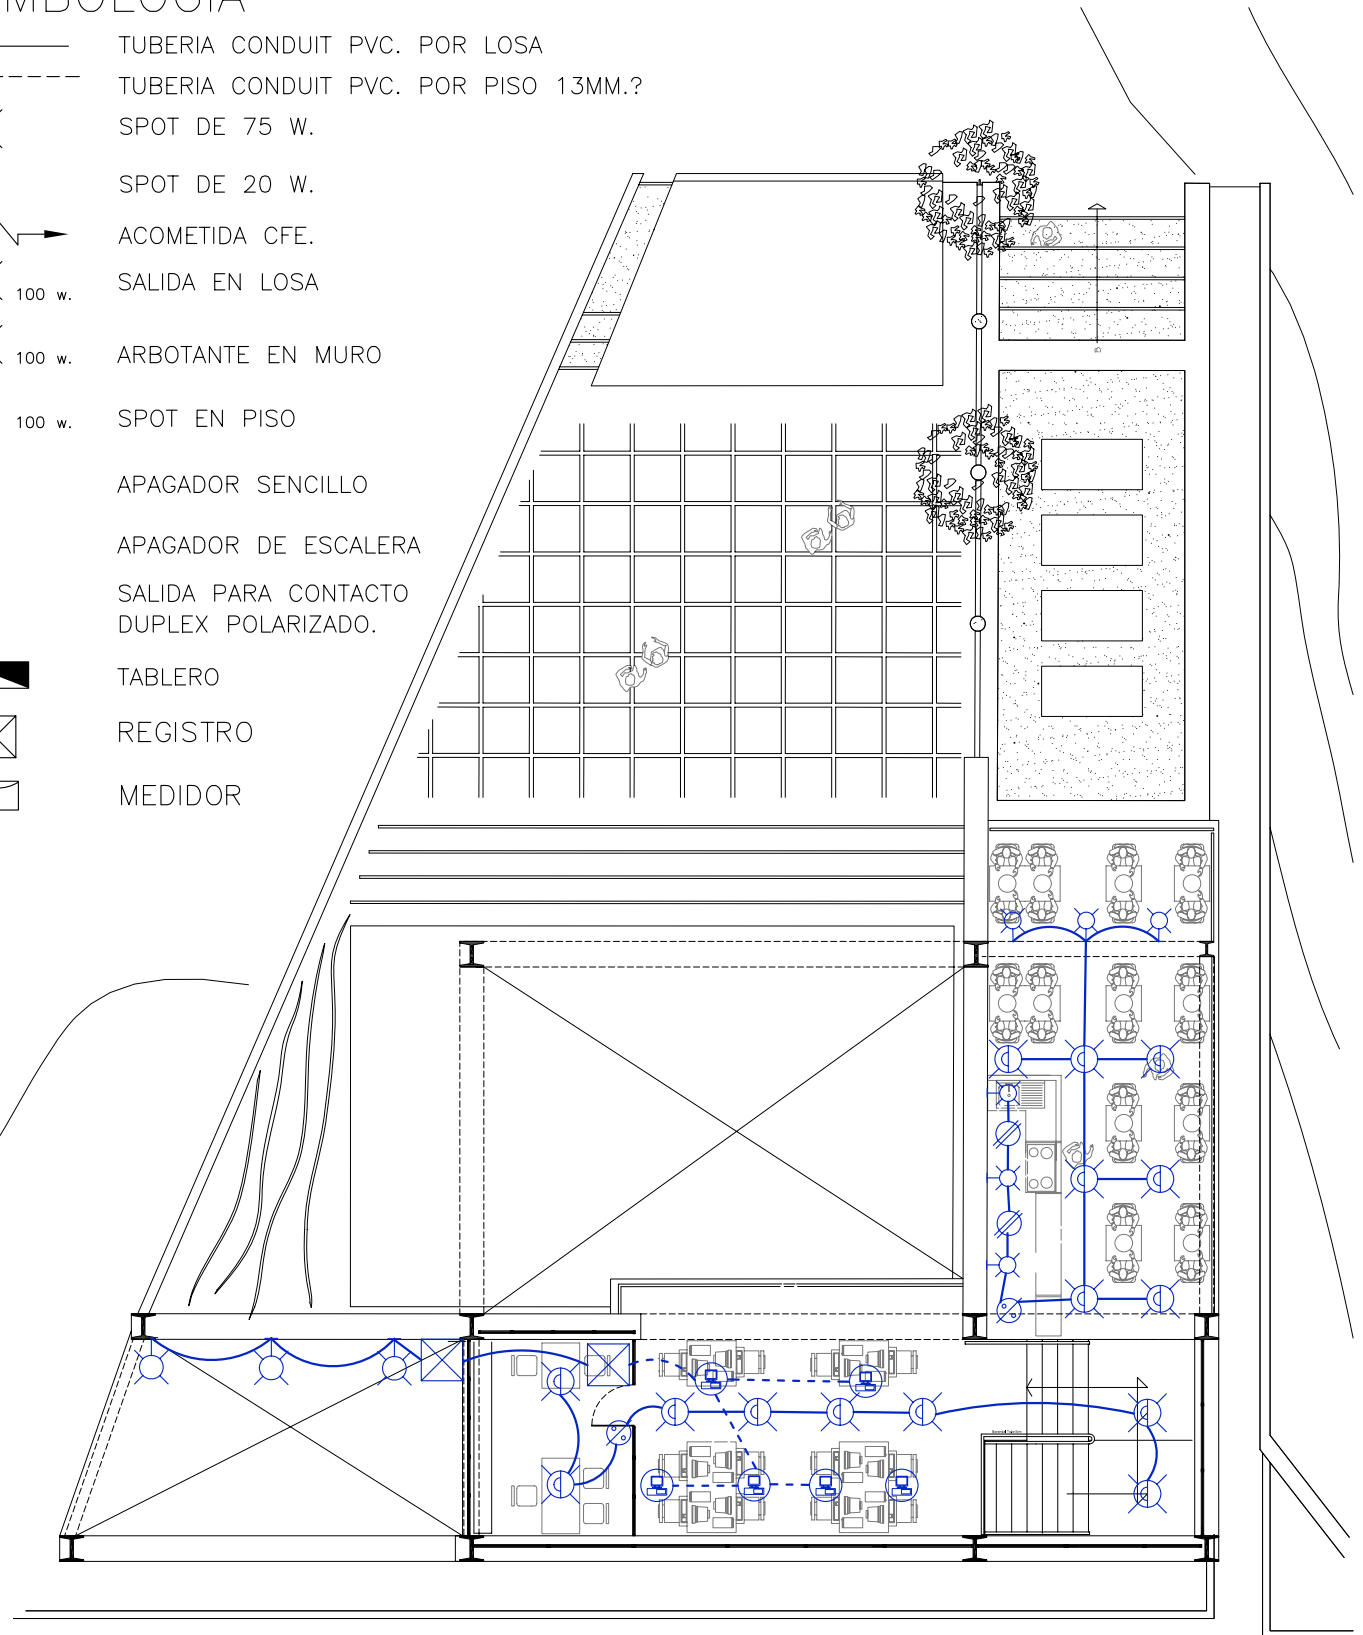 MBOLOGIA
TUBERIA CONDUIT PVC. POR LOSA
TUBERIA CONDUIT PVC. POR PISO 13MM.?
SPOT DE 75 W.
SPOT DE 20 W.
ACOMETIDA CFE.
SALIDA EN LOSA
100 w.
ARBOTANTE EN MURO
100 w.
SPOT EN PISO
100 w.
APAGADOR SENCILLO
APAGADOR DE ESCALERA
SALIDA PARA CONTACTO
DUPLEX POLARIZADO.
TABLERO
REGISTRO
MEDIDOR